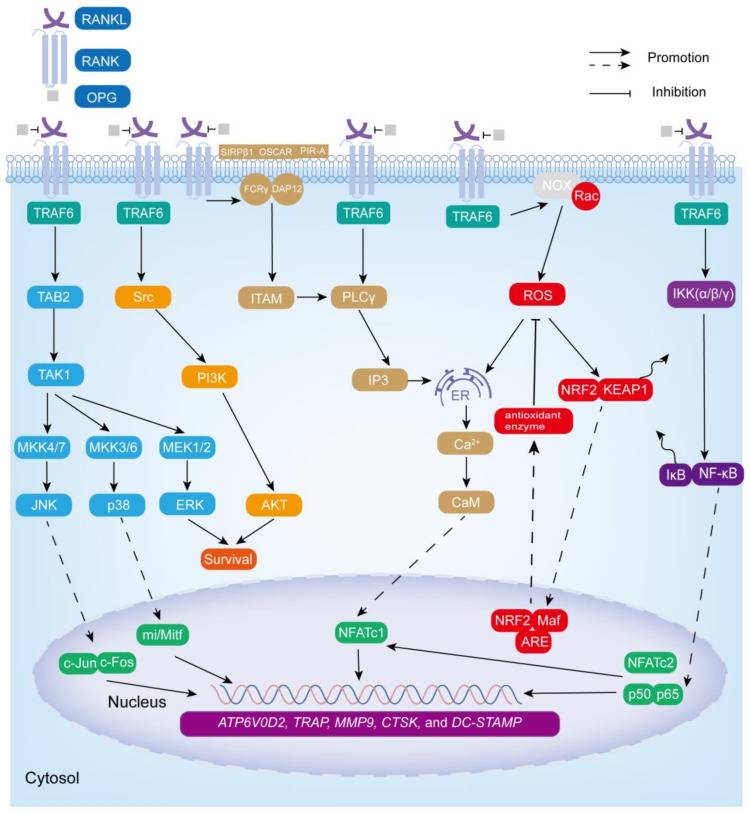 RANKL
RANK
OPG
Promotion
Inhibition
SIRPβ1 OSCAR PIR-A
FCRγ DAP12
NOX
Rac
TRAF6
TRAF6
TRAF6
TRAF6
TRAF6
TAB2
Src
ITAM
PLCγ
ROS
IKK(α/β/γ)
TAK1
PI3K
IP3
ER
NRF2 KEAP1
antioxidant
enzyme
MKK4/7
MKK3/6
MEK1/2
Ca²⁺
IκB
NF-κB
JNK
p38
ERK
AKT
CaM
Survival
mi/Mitf
NFATc1
NRF2 Maf
ARE
c-Jun c-Fos
NFATc2
p50 p65
Nucleus
ATP6V0D2, TRAP, MMP9, CTSK, and DC-STAMP
Cytosol